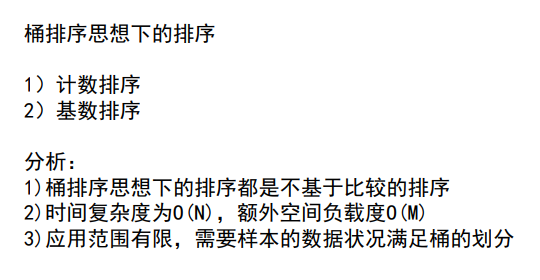 桶排序思想下的排序
1）计数排序
2）基数排序
分析：
1)桶排序思想下的排序都是不基于比较的排序
2)时间复杂度为O(N)，额外空间负载度O(M)
3)应用范围有限，需要样本的数据状况满足桶的划分